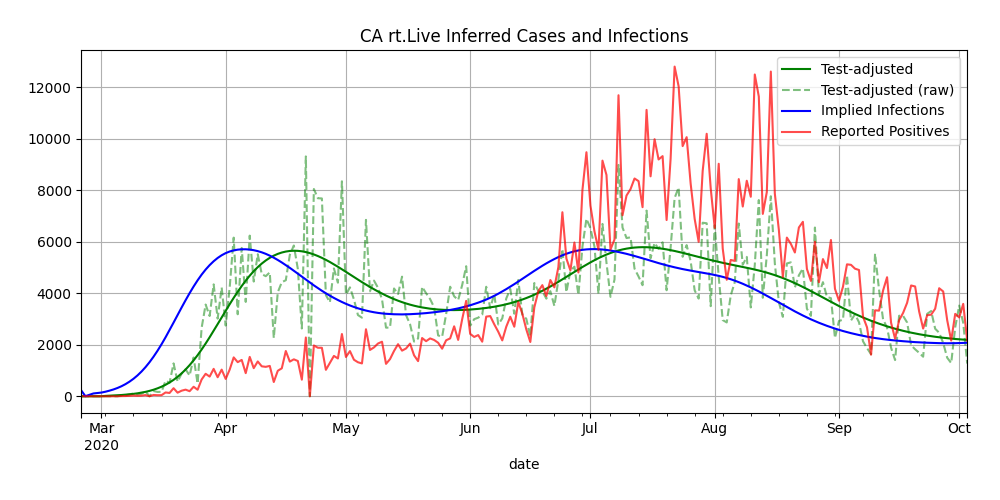 CA rt.Live Inferred Cases and Infections
Test-adjusted
Test-adjusted (raw)
Implied Infections
Reported Positives
12000
10000
8000
6000
4000
2000
0
Mar Apr May Jun Jul Aug Sep Oct
2020
date